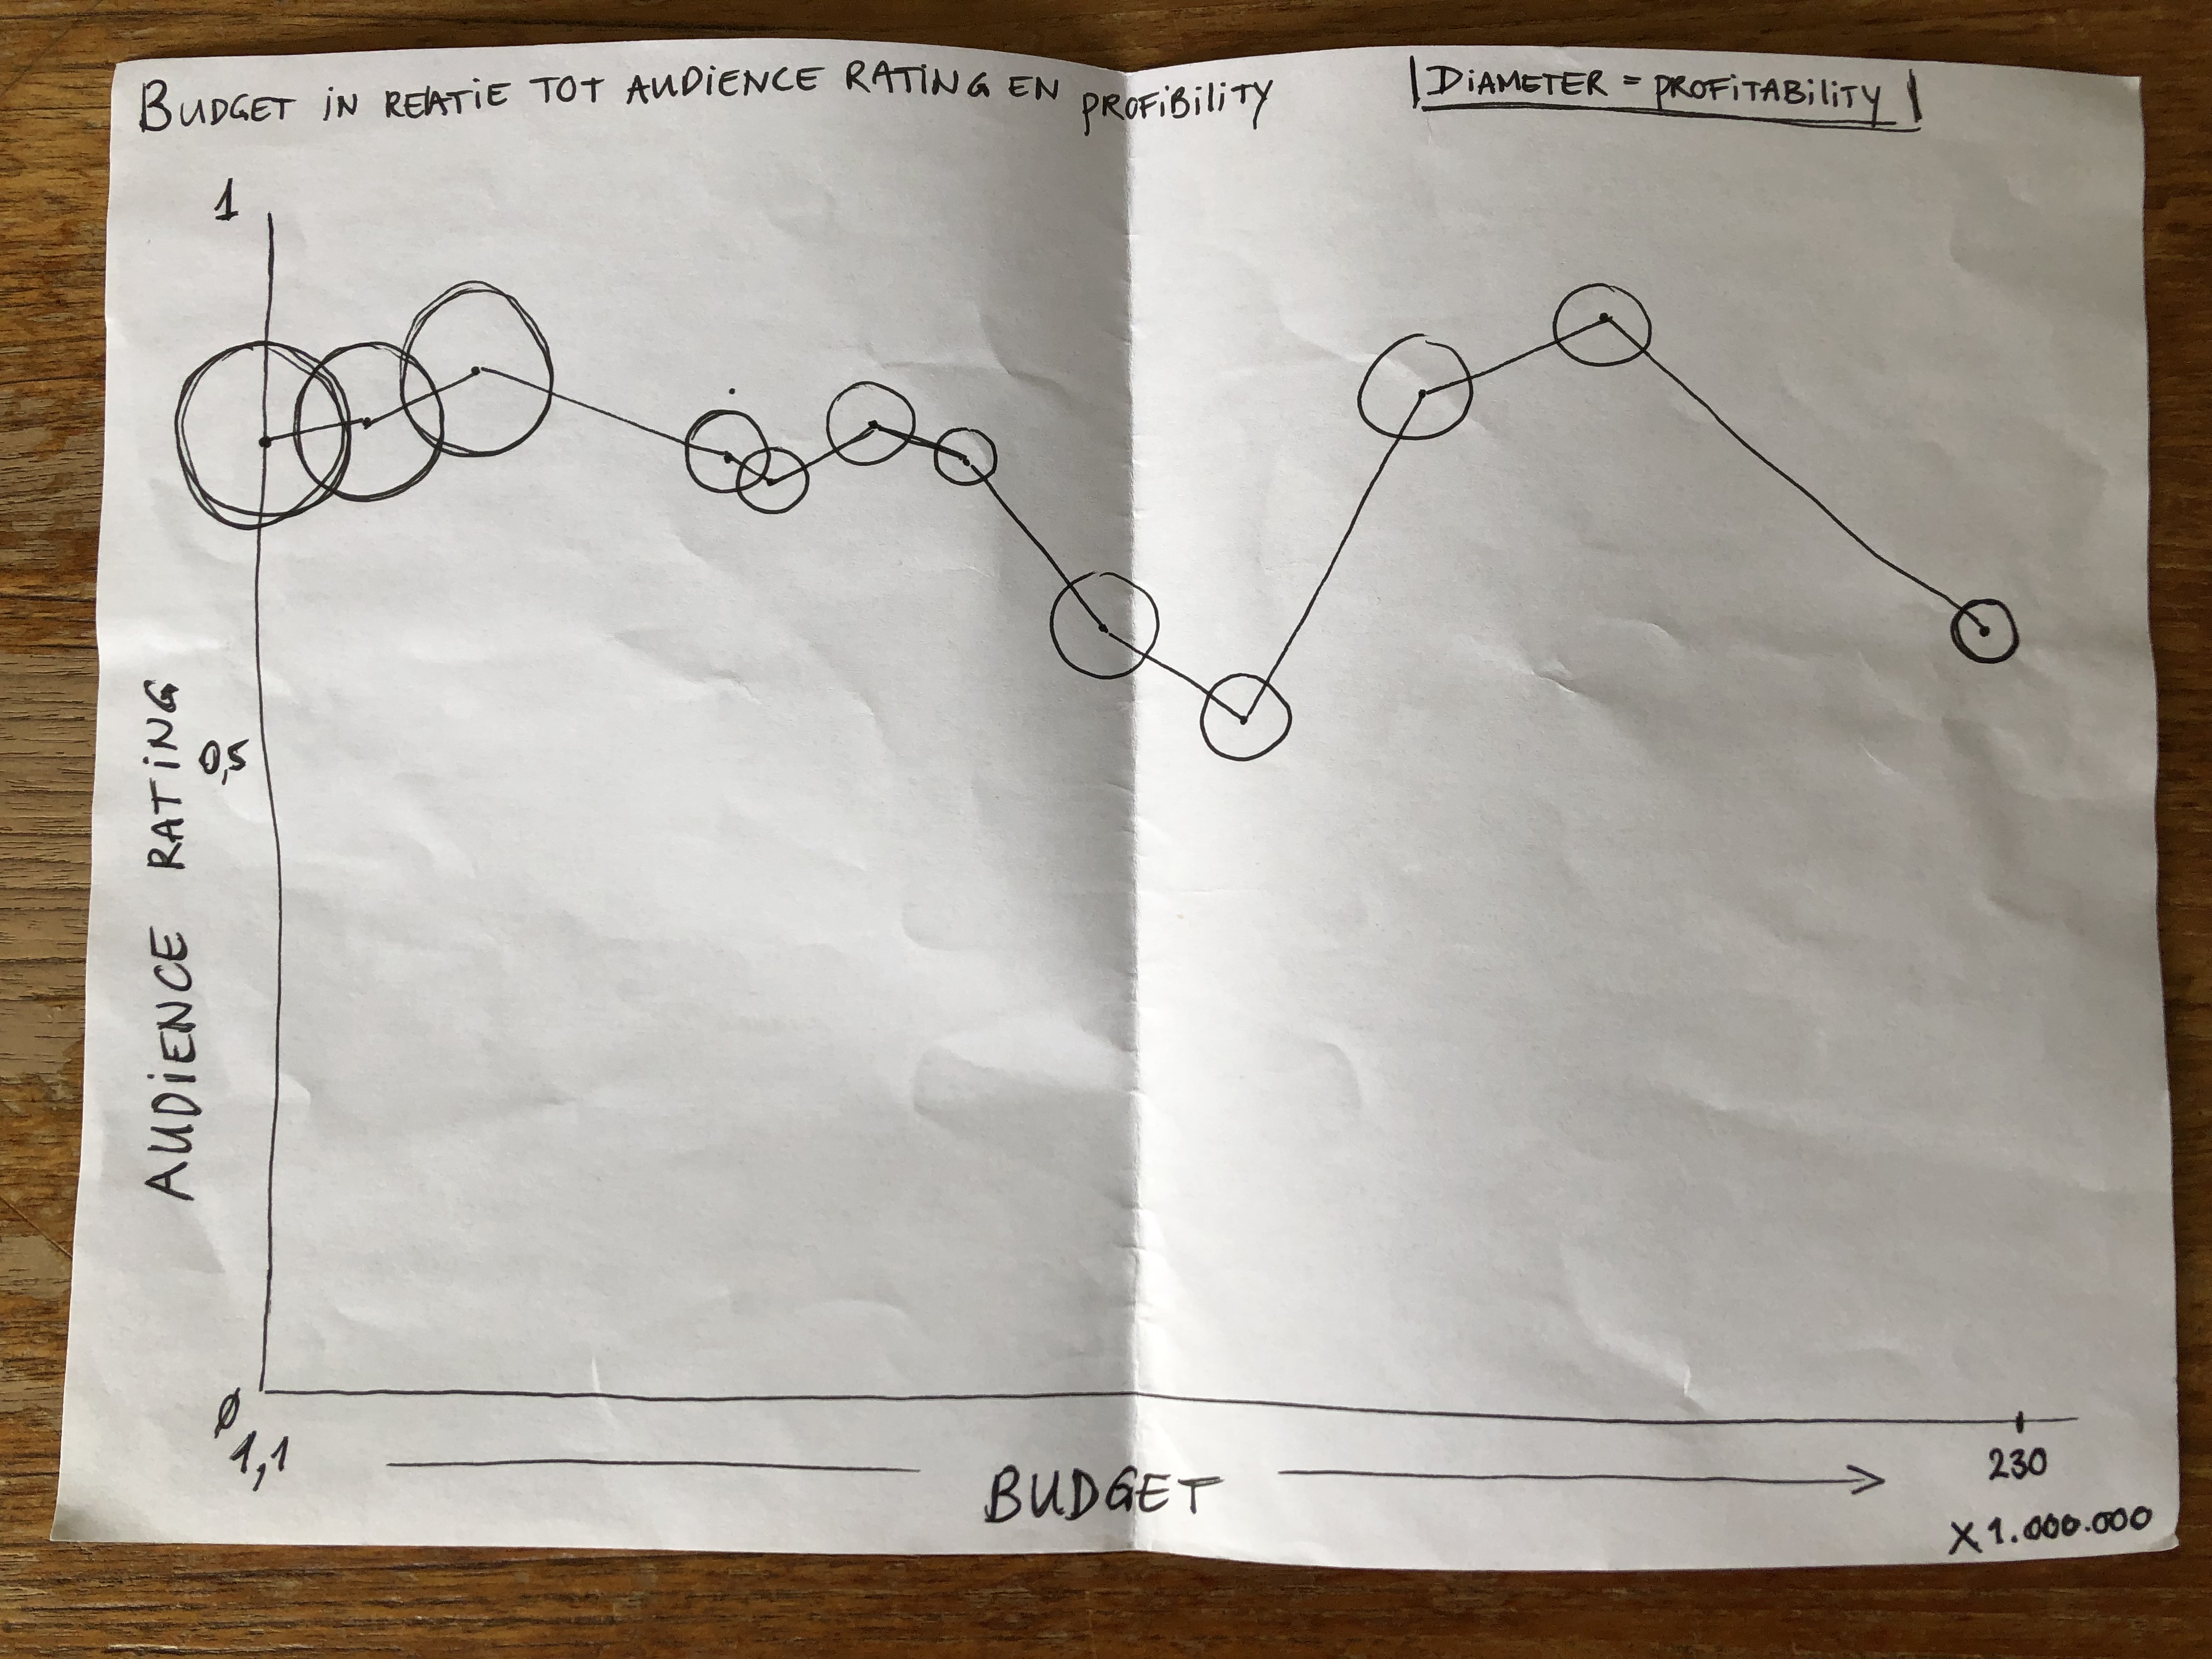 BUDGET iN RELATIE TOT AUDiENCE RATiNG EN PROFiBiLiTY
DiAMETER = PROFiTABiLiTY
1
0,5
AUDiENCE RATiNG
0
1,1
BUDGET
230
X 1.000.000